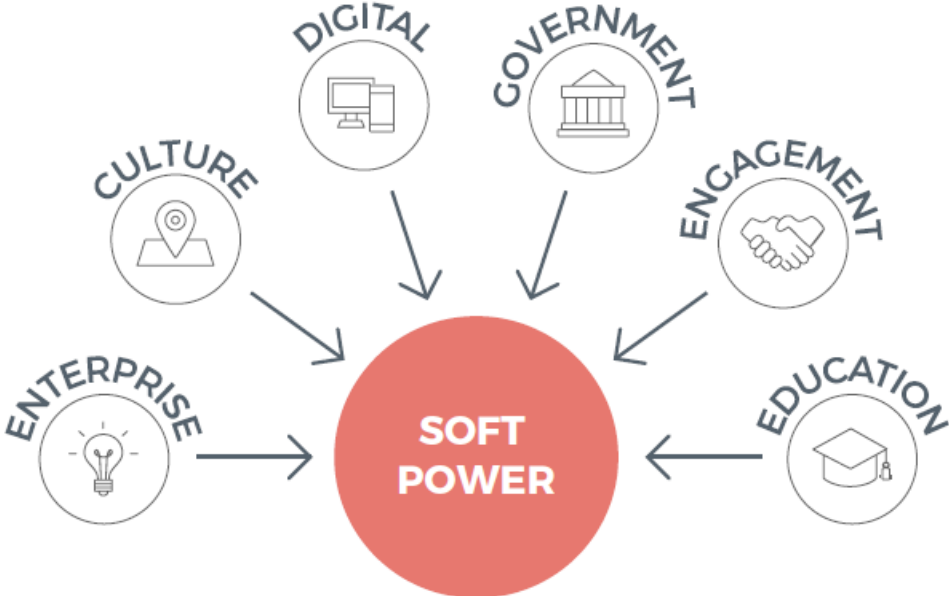 DIGITAL
GOVERNMENT
CULTURE
ENGAGEMENT
ENTERPRISE
EDUCATION
SOFT
POWER